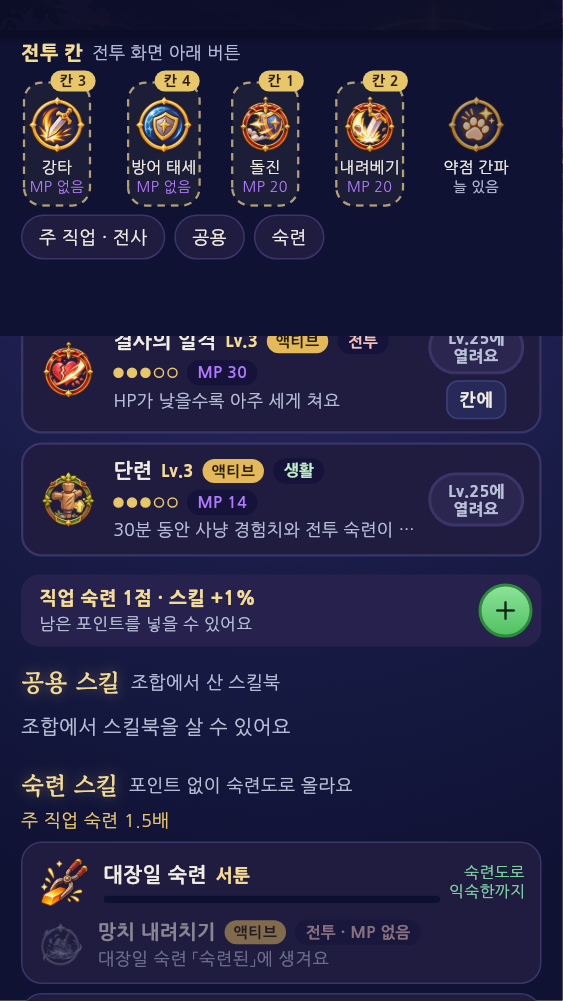 전투 칸 전투 화면 아래 버튼
칸 3 칸 4 칸 1 칸 2
강타 방어 태세 돌진 내려베기 약점 간파
MP 없음 MP 없음 MP 20 MP 20 늘 있음
주 직업 · 전사 공용 숙련
결사의 일격 Lv.3 액티브 전투 Lv.25에
열려요
MP 30
HP가 낮을수록 아주 세게 쳐요 칸에
단련 Lv.3 액티브 생활 Lv.25에
열려요
MP 14
30분 동안 사냥 경험치와 전투 숙련이 …
직업 숙련 1점 · 스킬 +1%
남은 포인트를 넣을 수 있어요 +
공용 스킬 조합에서 산 스킬북
조합에서 스킬북을 살 수 있어요
숙련 스킬 포인트 없이 숙련도로 올라요
주 직업 숙련 1.5배
대장일 숙련 서툰 숙련도로
익숙한까지
망치 내려치기 액티브 전투 · MP 없음
대장일 숙련 「숙련된」에 생겨요